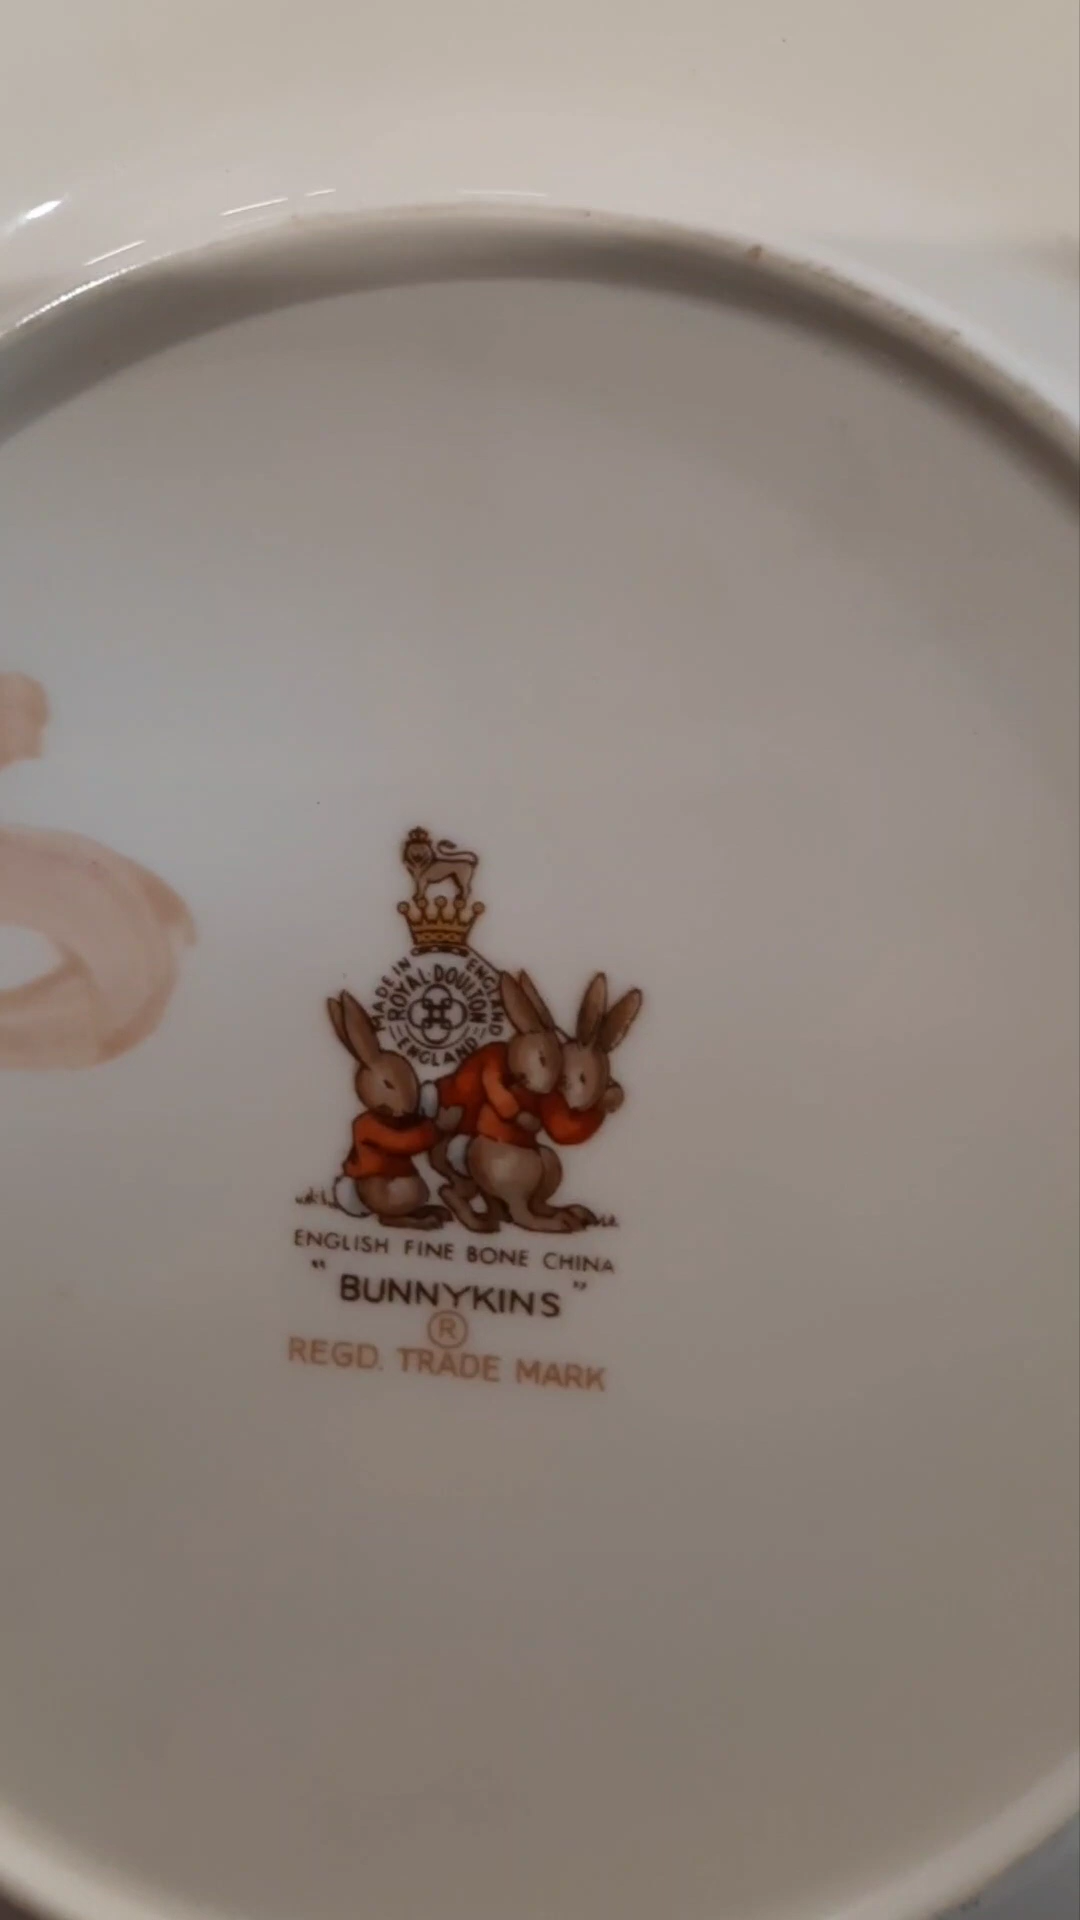 MADE IN ENGLAND
ROYAL·DOULTON
ENGLAND
ENGLISH FINE BONE CHINA
"BUNNYKINS"
®
REGD. TRADE MARK